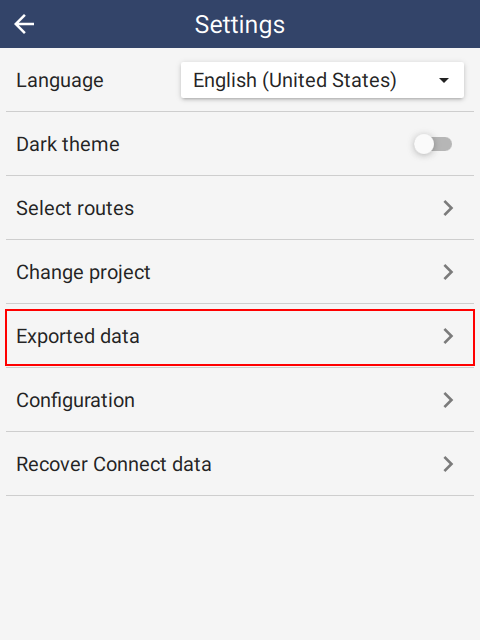 Settings
Language English (United States)
Dark theme
Select routes
Change project
Exported data
Configuration
Recover Connect data